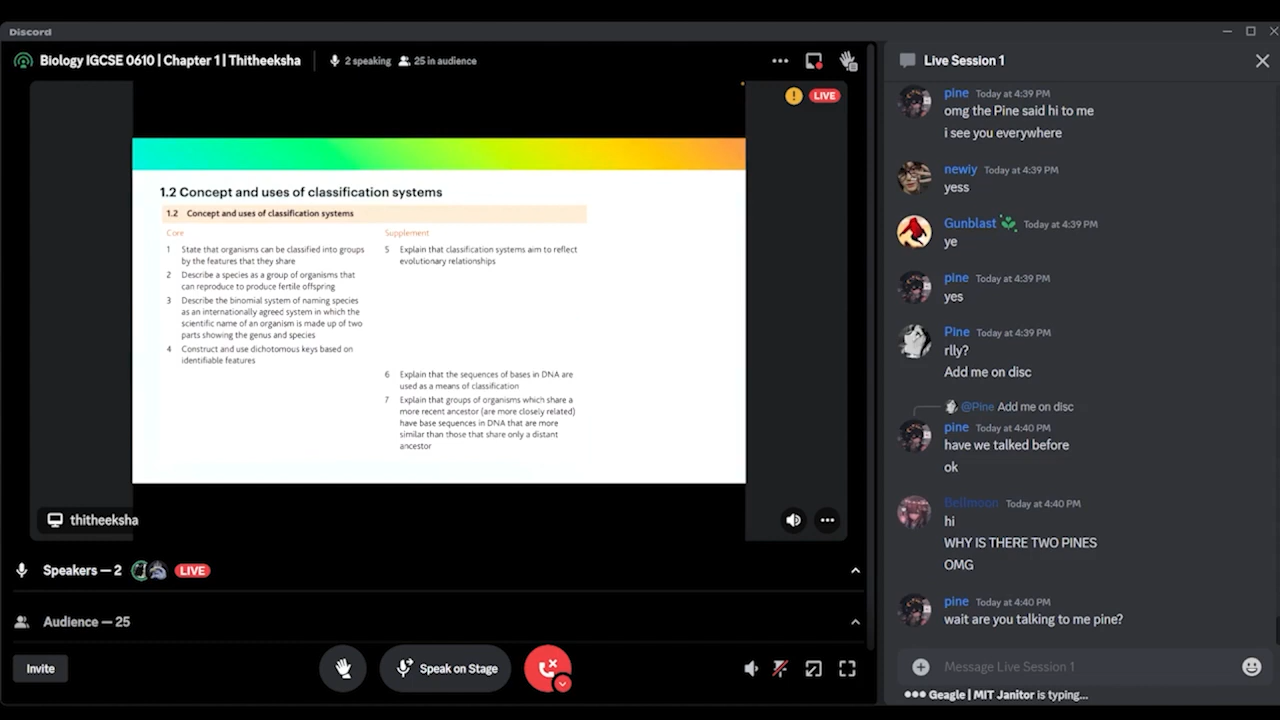 Discord
Biology IGCSE 0610 | Chapter 1 | Thitheeksha
2 speaking
25 in audience
LIVE
1.2 Concept and uses of classification systems
1.2 Concept and uses of classification systems
Core
1 State that organisms can be classified into groups
by the features that they share
2 Describe a species as a group of organisms that
can reproduce to produce fertile offspring
3 Describe the binomial system of naming species
as an internationally agreed system in which the
scientific name of an organism is made up of two
parts showing the genus and species
4 Construct and use dichotomous keys based on
identifiable features
Supplement
5 Explain that classification systems aim to reflect
evolutionary relationships
6 Explain that the sequences of bases in DNA are
used as a means of classification
7 Explain that groups of organisms which share a
more recent ancestor (are more closely related)
have base sequences in DNA that are more
similar than those that share only a distant
ancestor
thitheeksha
Speakers — 2
LIVE
Audience — 25
Invite
Speak on Stage
Live Session 1
pine Today at 4:39 PM
omg the Pine said hi to me
i see you everywhere
newiy Today at 4:39 PM
yess
Gunblast Today at 4:39 PM
ye
pine Today at 4:39 PM
yes
Pine Today at 4:39 PM
rlly?
Add me on disc
@Pine Add me on disc
pine Today at 4:40 PM
have we talked before
ok
Bellmoon Today at 4:40 PM
hi
WHY IS THERE TWO PINES
OMG
pine Today at 4:40 PM
wait are you talking to me pine?
Message Live Session 1
Geagle | MIT Janitor is typing...